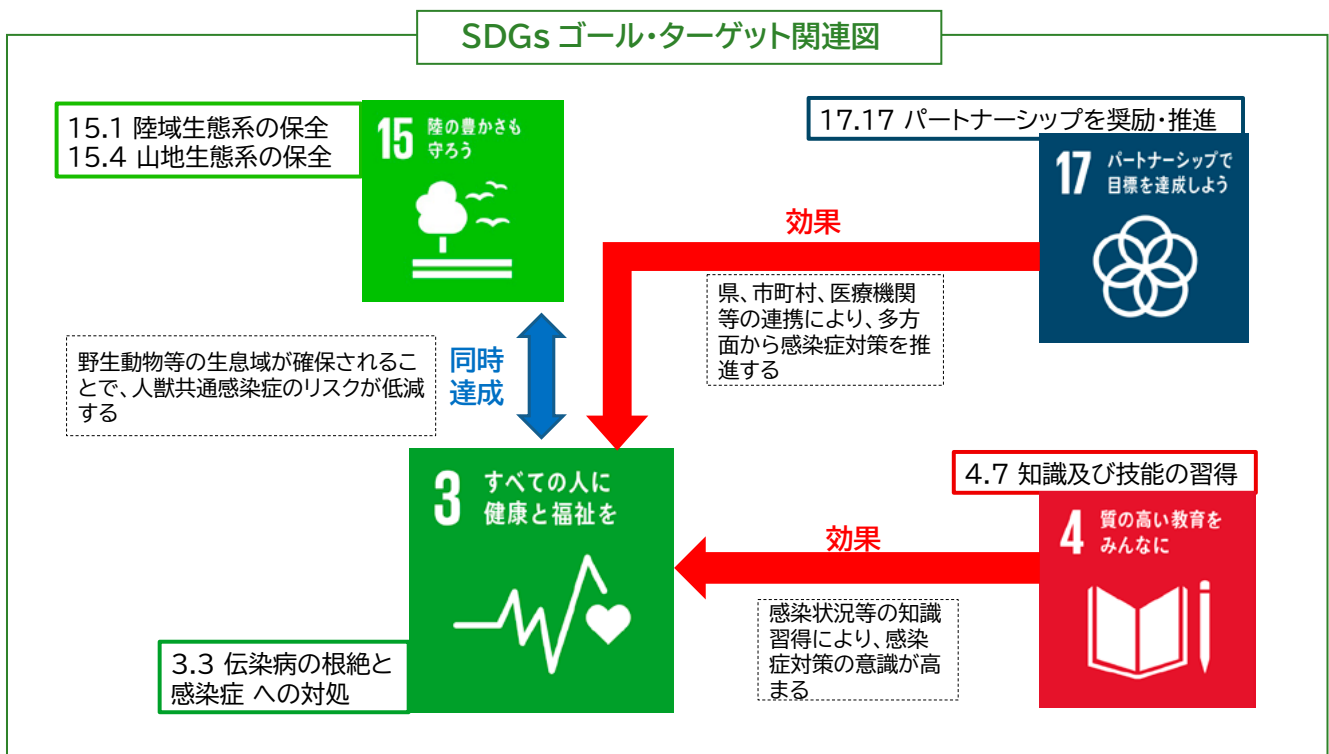 SDGs ゴール・ターゲット関連図
15.1 陸域生態系の保全
15.4 山地生態系の保全
15 陸の豊かさも
守ろう
17.17 パートナーシップを奨励・推進
17 パートナーシップで
目標を達成しよう
効果
県、市町村、医療機関
等の連携により、多方
面から感染症対策を推
進する
野生動物等の生息域が確保されるこ
とで、人獣共通感染症のリスクが低減
する
同時
達成
3 すべての人に
健康と福祉を
3.3 伝染病の根絶と
感染症 への対処
効果
感染状況等の知識
習得により、感染
症対策の意識が高
まる
4.7 知識及び技能の習得
4 質の高い教育を
みんなに